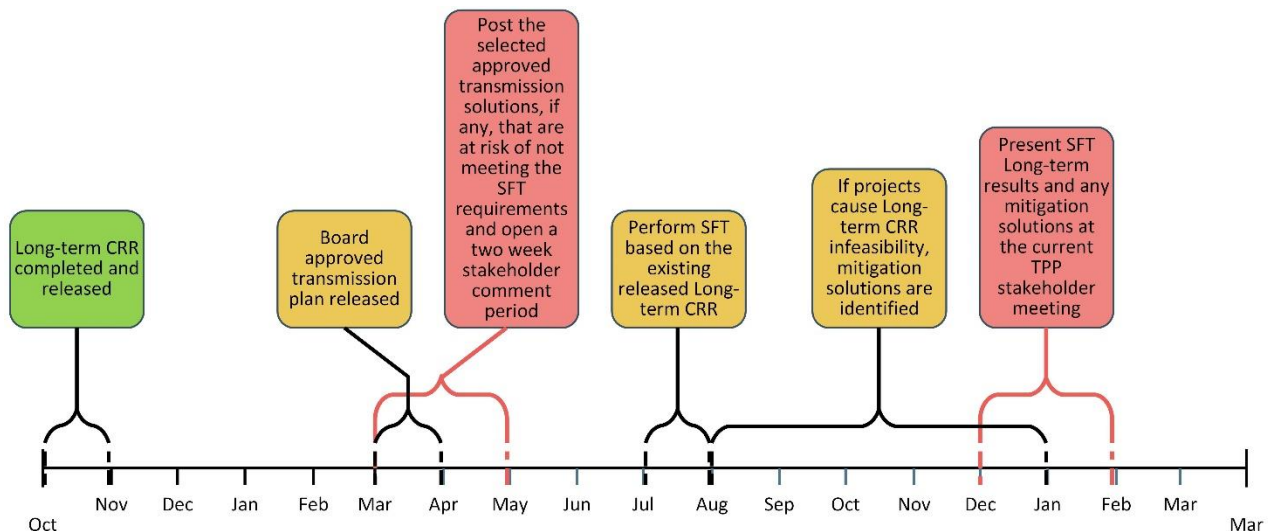 Long-term CRR
completed and
released
Board
approved
transmission
plan released
Post the
selected
approved
transmission
solutions, if
any, that are
at risk of not
meeting the
SFT
requirements
and open a
two week
stakeholder
comment
period
Perform SFT
based on the
existing
released Long-
term CRR
If projects
cause Long-
term CRR
infeasibility,
mitigation
solutions are
identified
Present SFT
Long-term
results and any
mitigation
solutions at
the current
TPP
stakeholder
meeting
Nov Dec Jan Feb Mar Apr May Jun Jul Aug Sep Oct Nov Dec Jan Feb Mar
Oct Mar